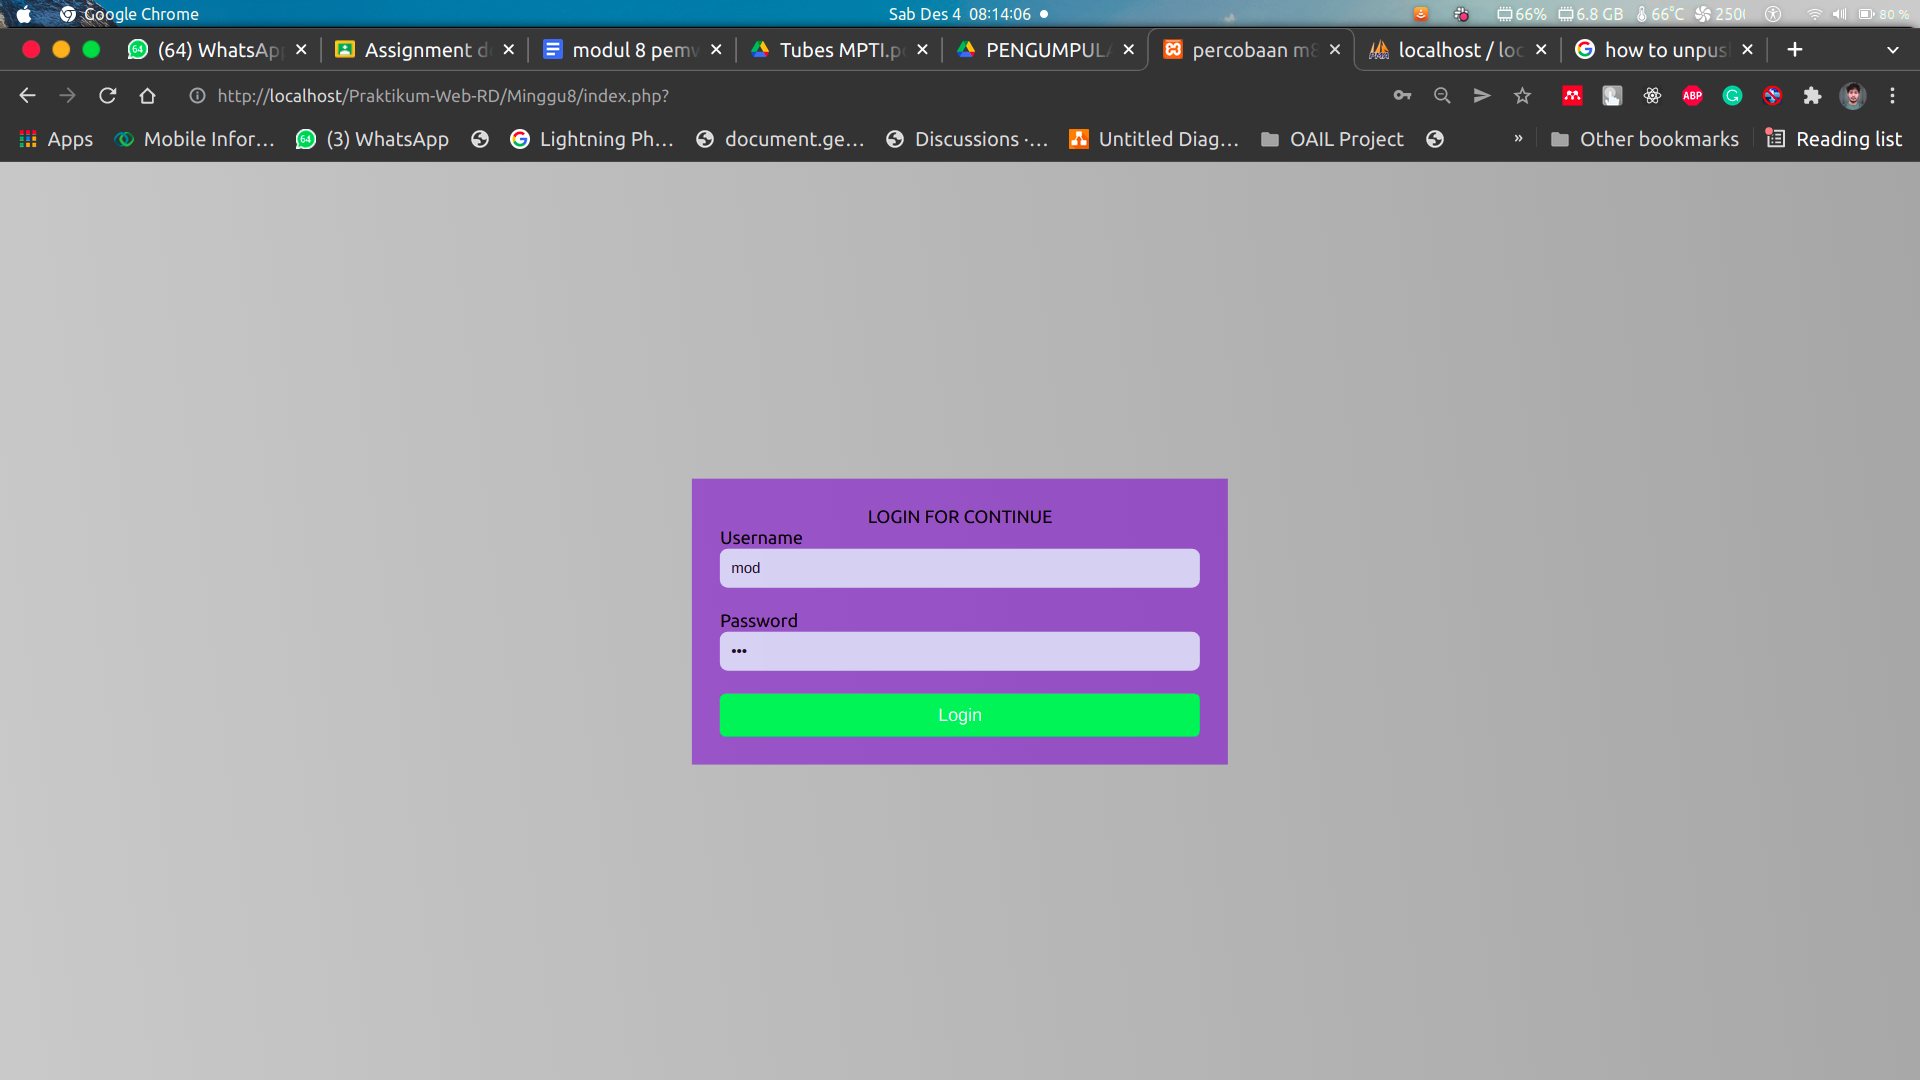 Google Chrome Sab Des 4 08:14:06 66% 6.8 GB 66°C 250 80 %
(64) WhatsAp Assignment d modul 8 pemw Tubes MPTI.p PENGUMPUL percobaan m8 localhost / loc how to unpus
http://localhost/Praktikum-Web-RD/Minggu8/index.php?
Apps Mobile Infor... (3) WhatsApp Lightning Ph... document.ge... Discussions ·... Untitled Diag... OAIL Project » Other bookmarks Reading list
LOGIN FOR CONTINUE
Username
mod
Password
•••
Login